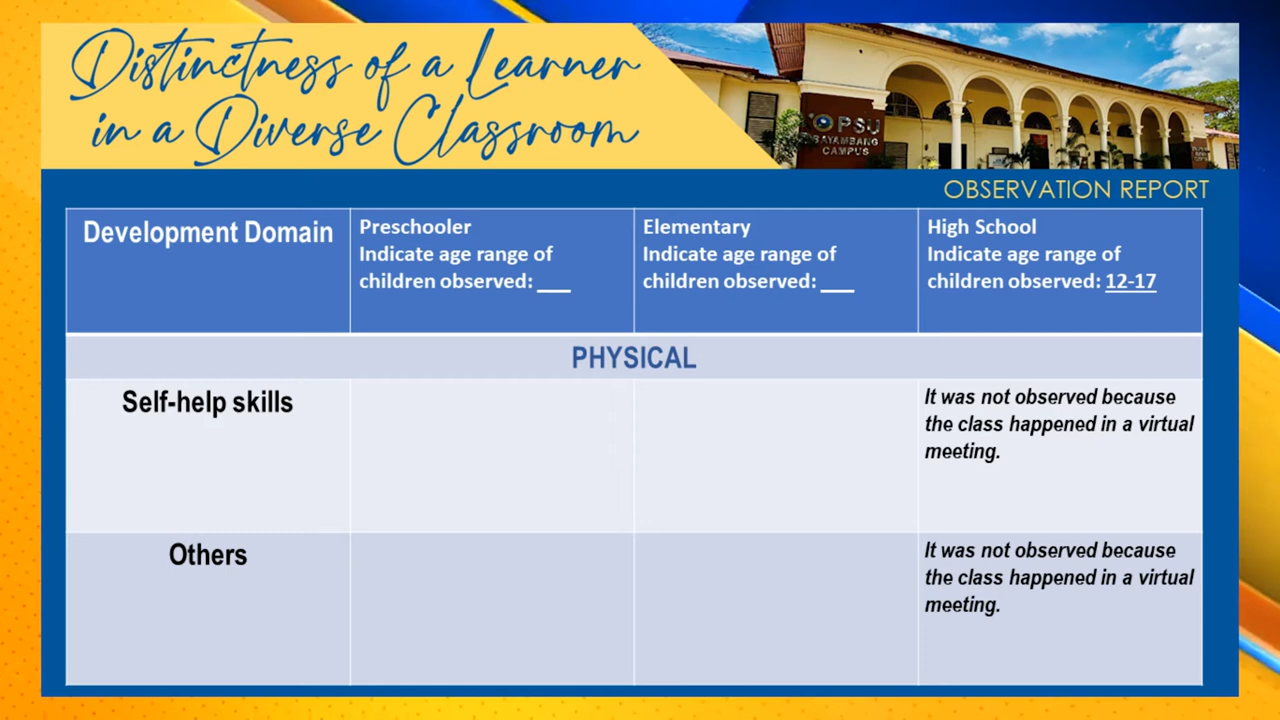 Distinctness of a Learner
in a Diverse Classroom
PSU
BAYAMBANG
CAMPUS
OBSERVATION REPORT
Development Domain
Preschooler
Indicate age range of
children observed: ___
Elementary
Indicate age range of
children observed: ___
High School
Indicate age range of
children observed: 12-17
PHYSICAL
Self-help skills
It was not observed because
the class happened in a virtual
meeting.
Others
It was not observed because
the class happened in a virtual
meeting.